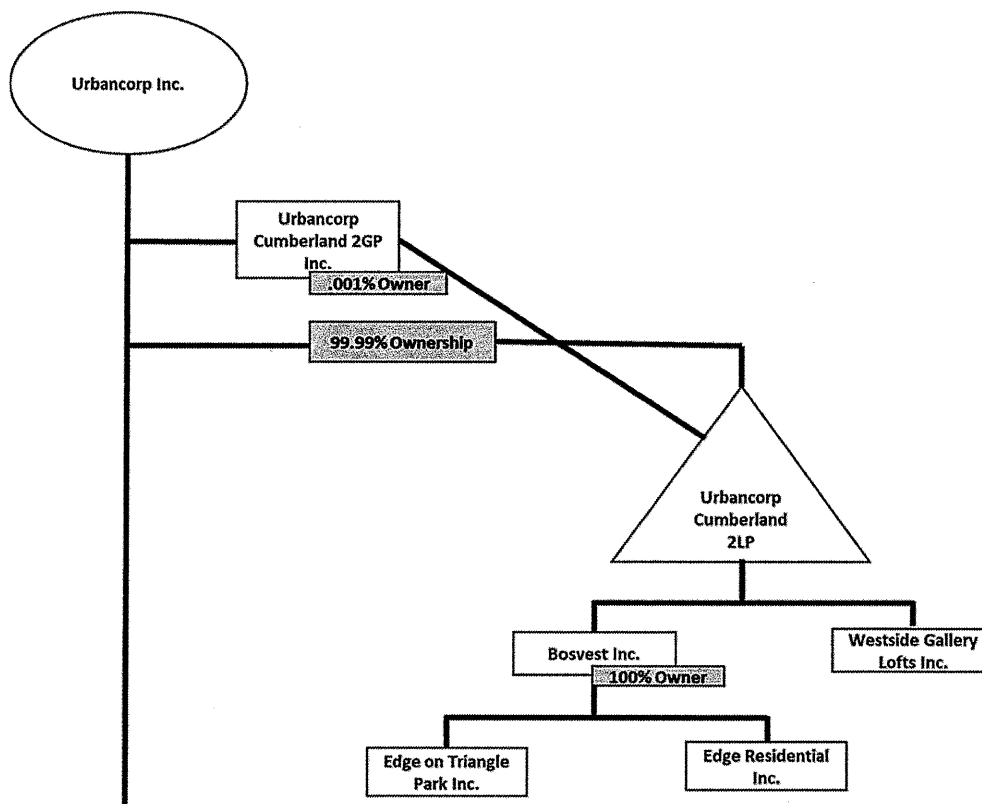 Urbancorp Inc.
Urbancorp
Cumberland 2GP
Inc.
.001% Owner
99.99% Ownership
Urbancorp
Cumberland
2LP
Bosvest Inc.
100% Owner
Westside Gallery
Lofts Inc.
Edge on Triangle
Park Inc.
Edge Residential
Inc.